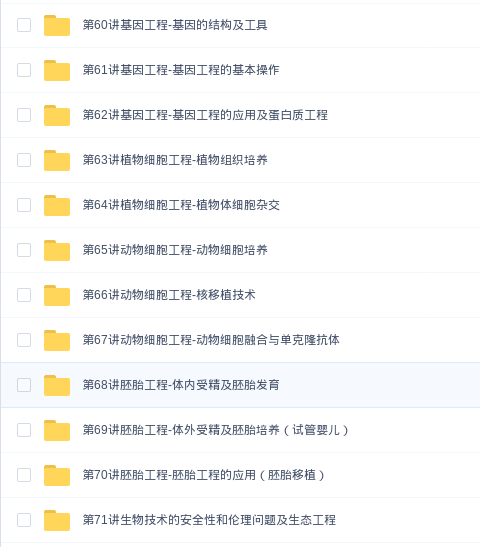 第60讲基因工程-基因的结构及工具
第61讲基因工程-基因工程的基本操作
第62讲基因工程-基因工程的应用及蛋白质工程
第63讲植物细胞工程-植物组织培养
第64讲植物细胞工程-植物体细胞杂交
第65讲动物细胞工程-动物细胞培养
第66讲动物细胞工程-核移植技术
第67讲动物细胞工程-动物细胞融合与单克隆抗体
第68讲胚胎工程-体内受精及胚胎发育
第69讲胚胎工程-体外受精及胚胎培养（试管婴儿）
第70讲胚胎工程-胚胎工程的应用（胚胎移植）
第71讲生物技术的安全性和伦理问题及生态工程